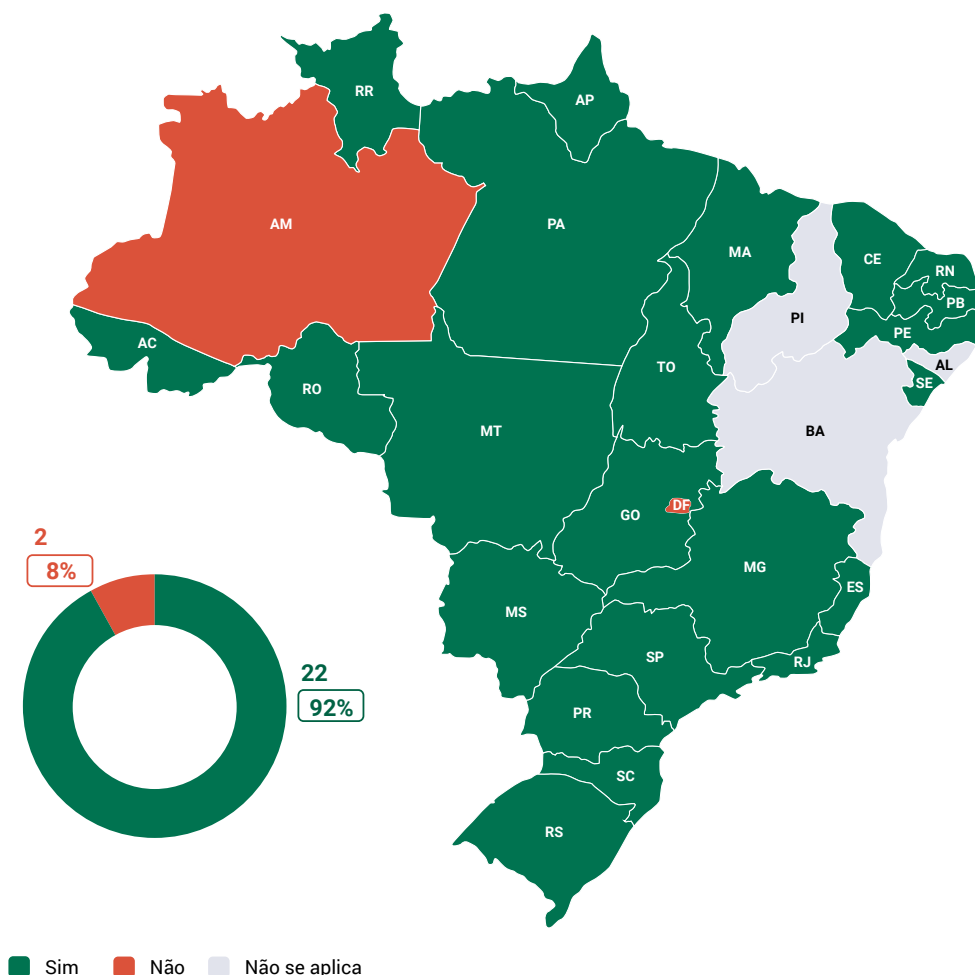 RR
AP
AM
PA
MA
CE
RN
PB
PI
PE
AC
TO
AL
SE
RO
MT
BA
DF
GO
MG
ES
MS
SP
RJ
PR
SC
RS
2
8%
22
92%
Sim
Não
Não se aplica